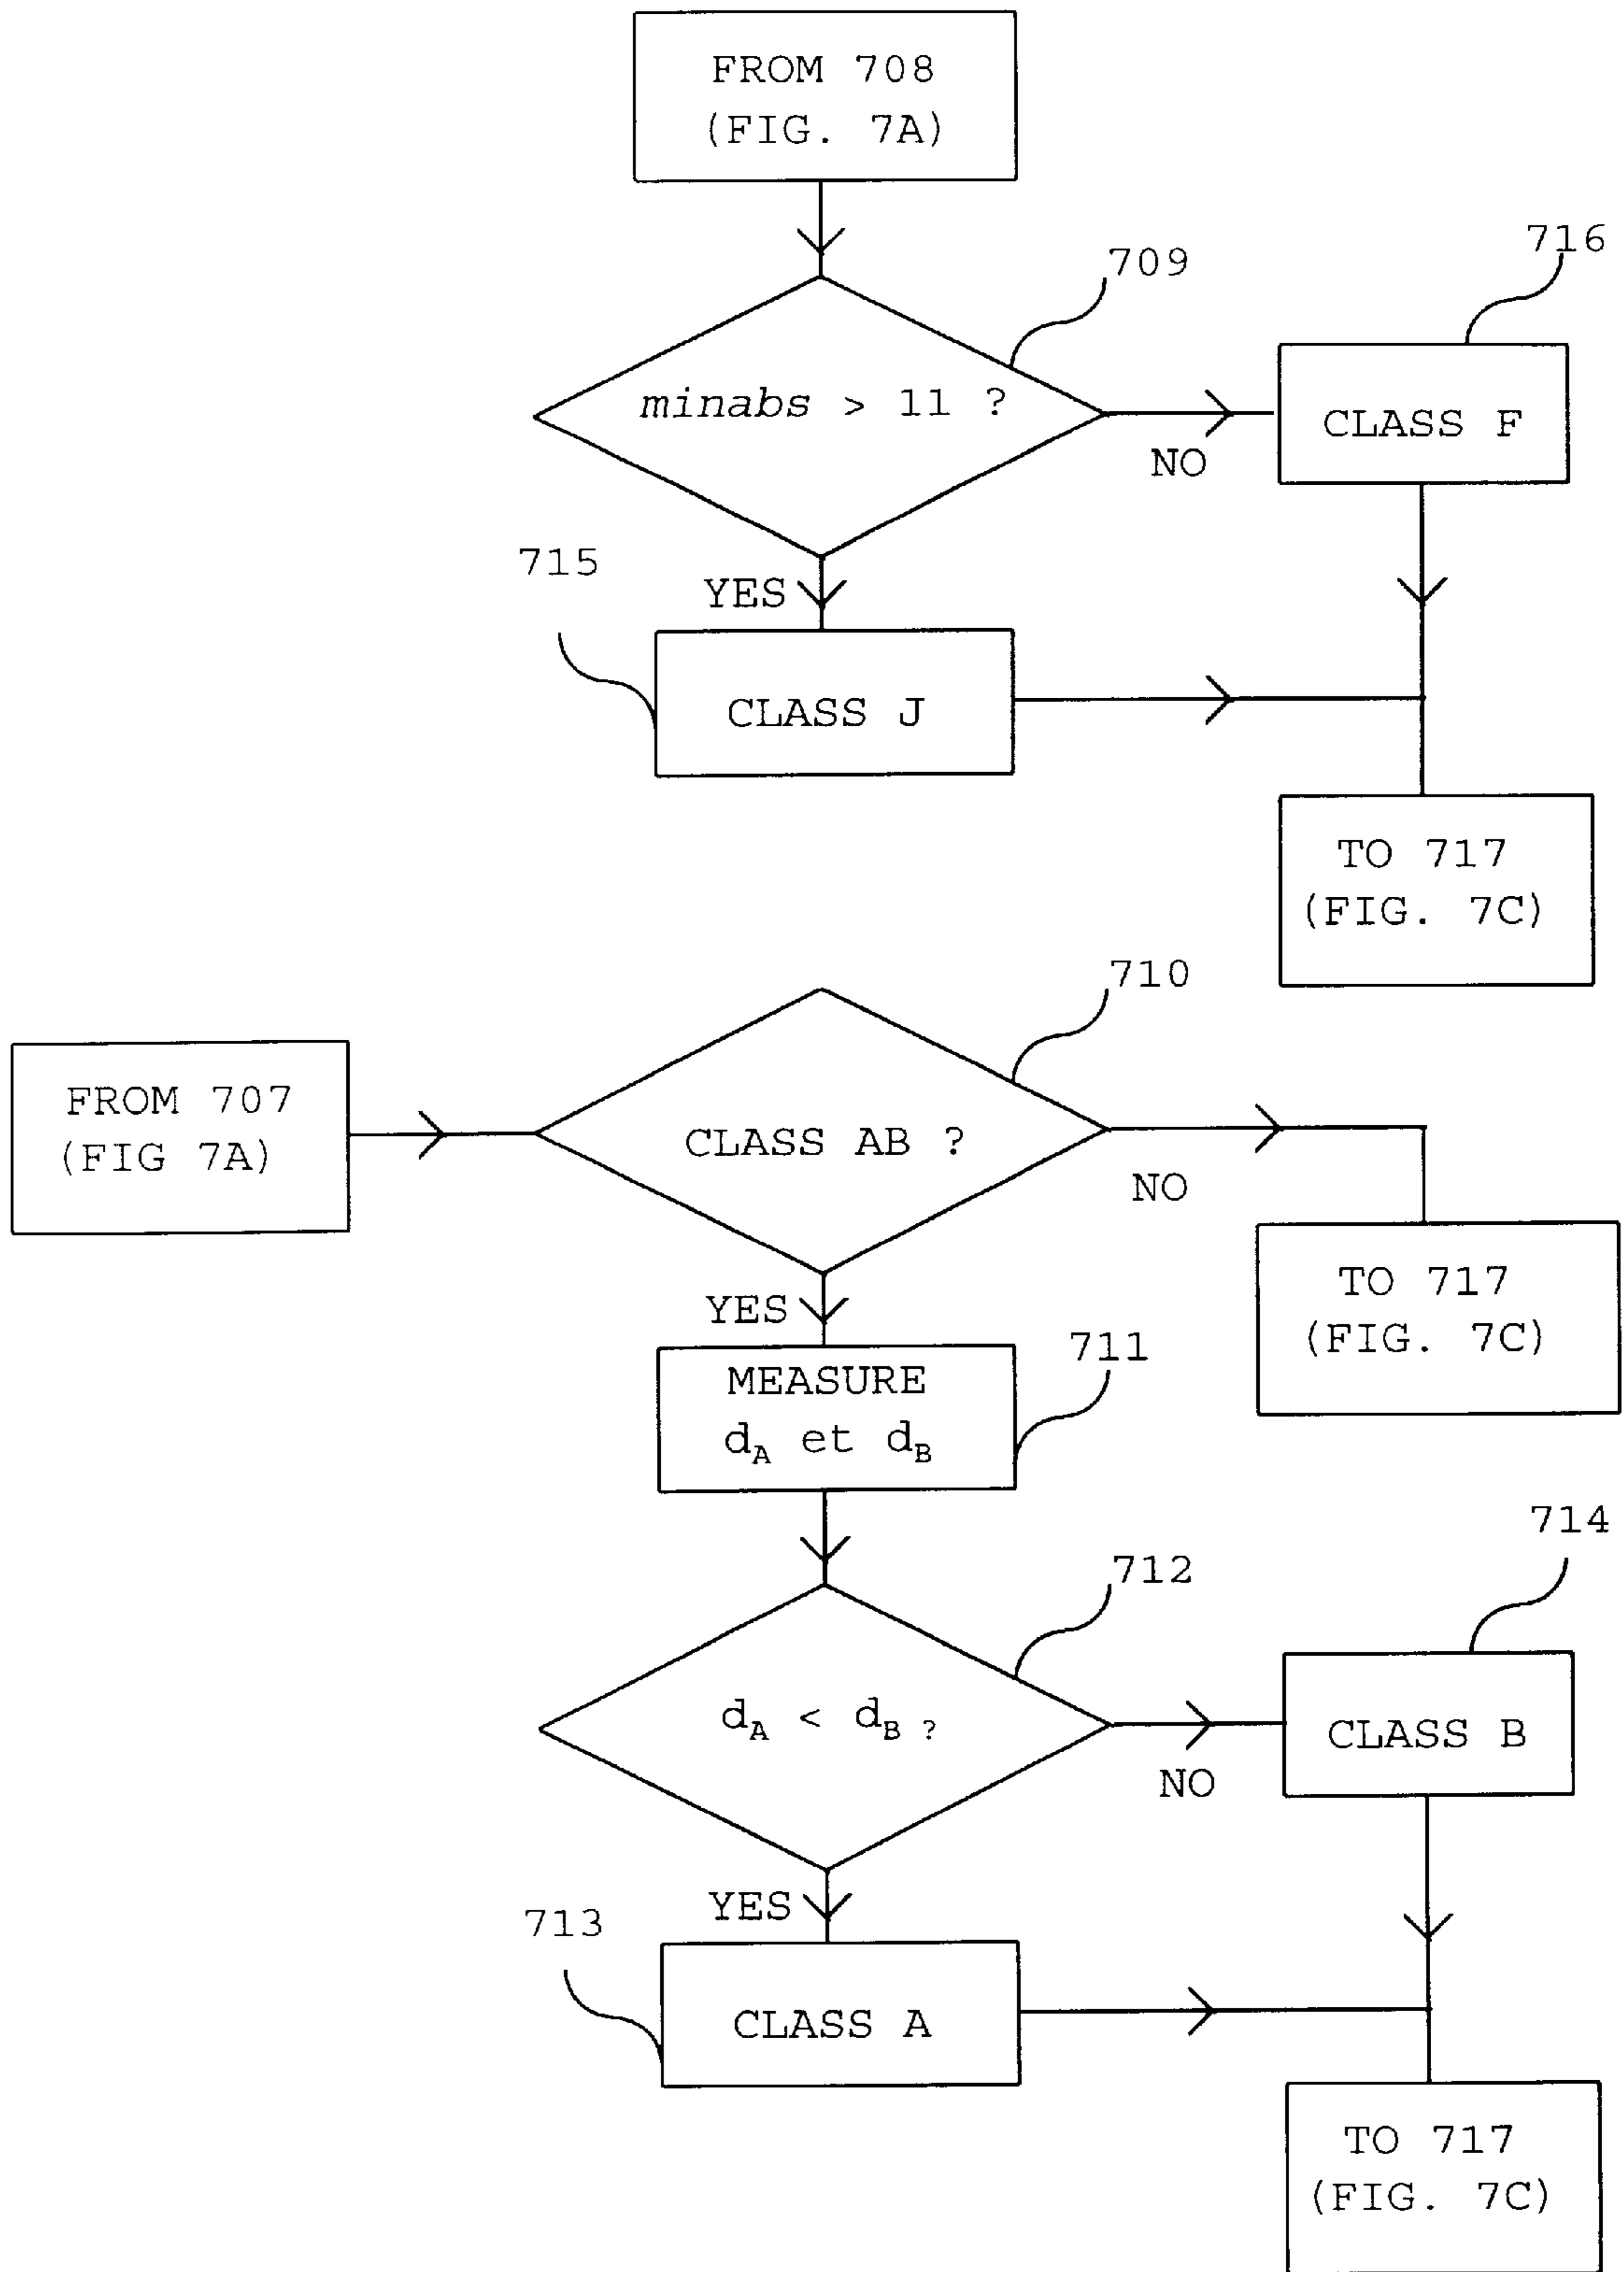 FROM 708
(FIG. 7A)
709
716
minabs > 11 ?
NO
CLASS F
715
YES
CLASS J
TO 717
(FIG. 7C)
710
FROM 707
(FIG 7A)
CLASS AB ?
NO
TO 717
(FIG. 7C)
YES
711
MEASURE
dA et dB
714
712
dA < dB ?
NO
CLASS B
YES
713
CLASS A
TO 717
(FIG. 7C)